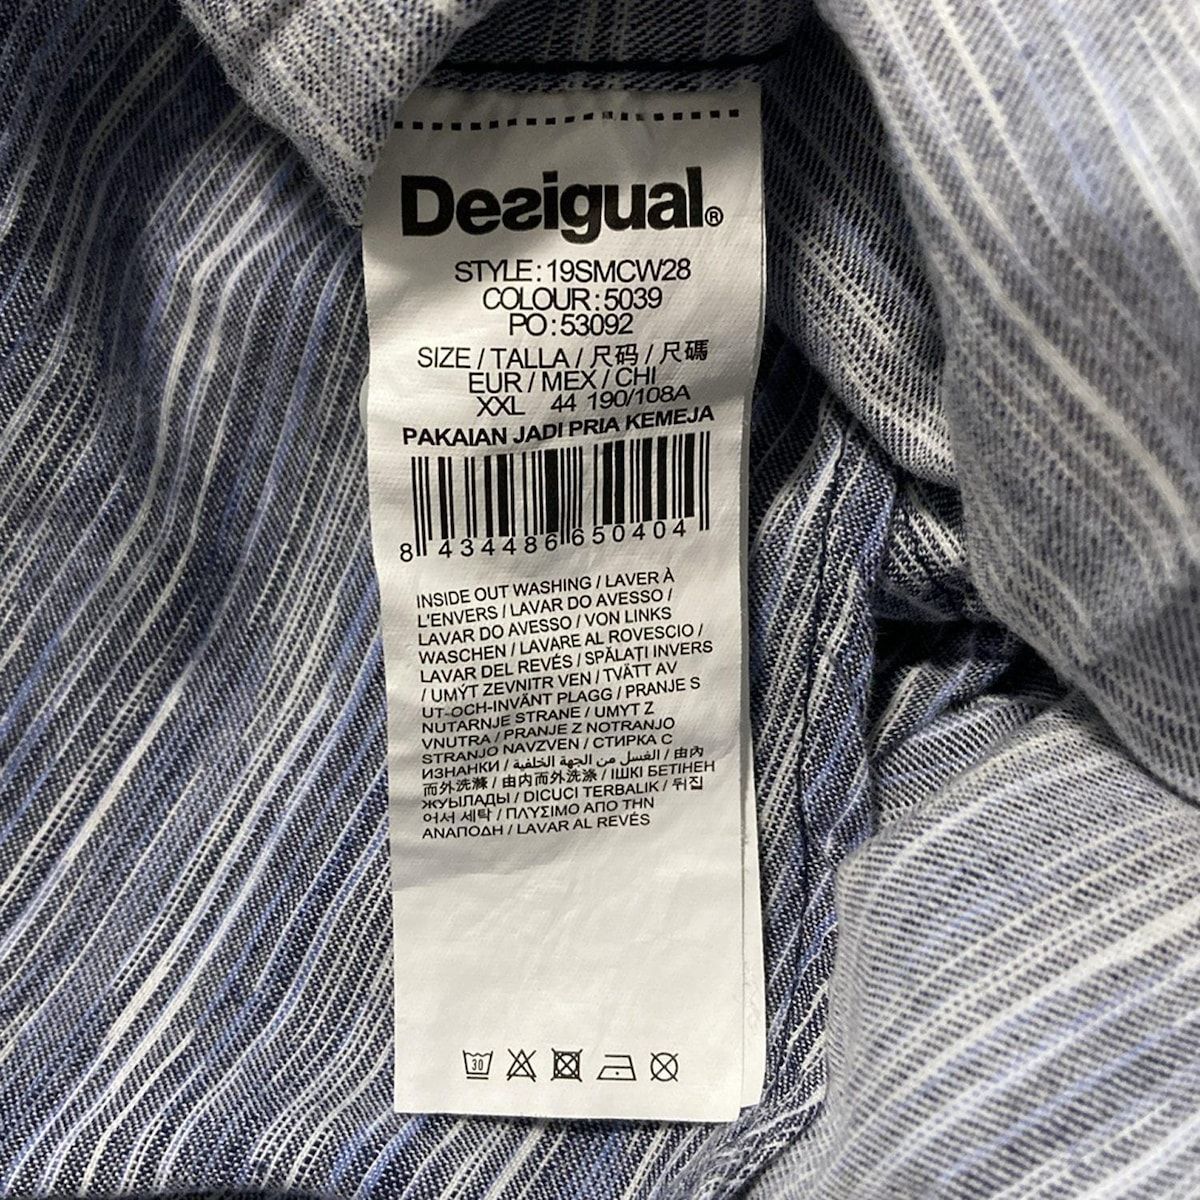 Desigual®
STYLE : 19SMCW28
COLOUR : 5039
PO : 53092
SIZE / TALLA / 尺码 / 尺碼
EUR / MEX / CHI
XXL 44 190/108A
PAKAIAN JADI PRIA KEMEJA
8 434486 650404
INSIDE OUT WASHING / LAVER À
L'ENVERS / LAVAR DO AVESSO /
LAVAR DO AVESSO / VON LINKS
WASCHEN / LAVARE AL ROVESCIO /
LAVAR DEL REVÉS / SPĂLAȚI INVERS
/ UMÝT ZEVNITR VEN / TVÄTT AV
UT-OCH-INVÄNT PLAGG / PRANJE S
NUTARNJE STRANE / UMYT Z
VNUTRA / PRANJE Z NOTRANJO
STRANJO NAVZVEN / СТИРКА С
ИЗНАНКИ / الغسل من الجهة الخلفية / 由內
而外洗滌 / 由内而外洗涤 / ІШКІ БЕТІНЕН
ЖУЫЛАДЫ / DICUCI TERBALIK / 뒤집
어서 세탁 / ΠΛΥΣΙΜΟ ΑΠΟ ΤΗΝ
ΑΝΑΠΟΔΗ / LAVAR AL REVÉS
30